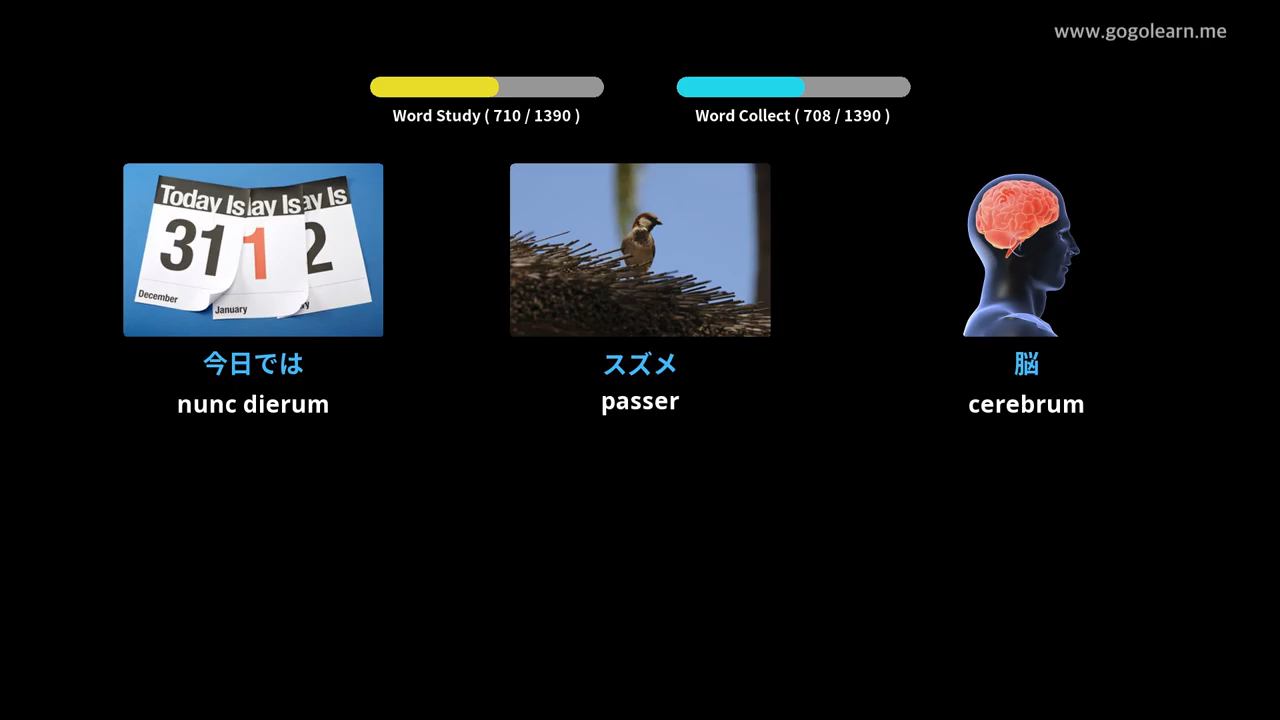 www.gogolearn.me
Word Study ( 710 / 1390 )
Word Collect ( 708 / 1390 )
Today Is
ay Is
ay Is
31
1
2
December
January
今日では
スズメ
脳
nunc dierum
passer
cerebrum